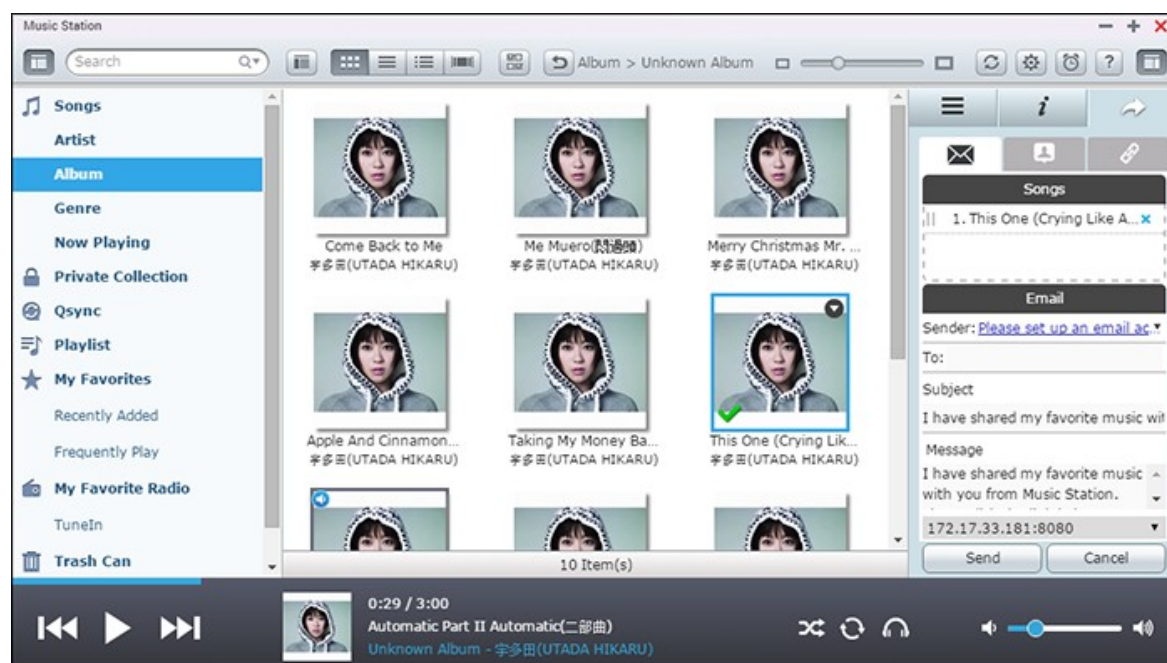 Music Station
Search
Album > Unknown Album
?
Songs
Artist
Album
Genre
Now Playing
Private Collection
Qsync
Playlist
My Favorites
Recently Added
Frequently Play
My Favorite Radio
TuneIn
Trash Can
Come Back to Me
宇多田(UTADA HIKARU)
Me Muero(
宇多田(UTADA HIKARU)
Merry Christmas Mr. ...
宇多田(UTADA HIKARU)
Apple And Cinnamon...
宇多田(UTADA HIKARU)
Taking My Money Ba...
宇多田(UTADA HIKARU)
This One (Crying Lik...
宇多田(UTADA HIKARU)
10 Item(s)
i
Songs
1. This One (Crying Like A...
Email
Sender: Please set up an email ac.
To:
Subject
I have shared my favorite music wit
Message
I have shared my favorite music
with you from Music Station.
172.17.33.181:8080
Send
Cancel
0:29 / 3:00
Automatic Part II Automatic(二部曲)
Unknown Album - 宇多田(UTADA HIKARU)